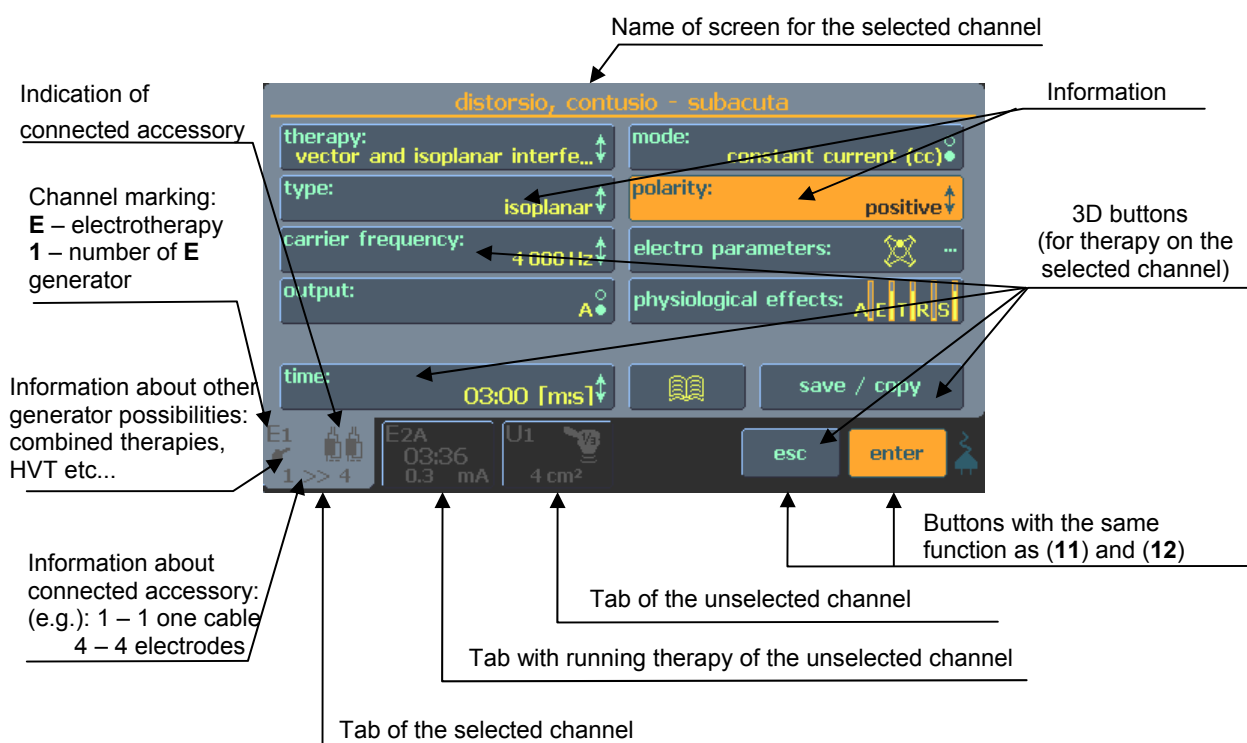 Name of screen for the selected channel
Indication of
connected accessory
Information
Channel marking:
E – electrotherapy
1 – number of E
generator
3D buttons
(for therapy on the
selected channel)
Information about other
generator possibilities:
combined therapies,
HVT etc...
Information about
connected accessory:
(e.g.): 1 – 1 one cable
4 – 4 electrodes
distorsio, contusio - subacuta
therapy:
vector and isoplanar interfe...
mode:
constant current (cc)
type:
isoplanar
polarity:
positive
carrier frequency:
4 000 Hz
electro parameters:
...
output:
A
physiological effects:
A E T R S
time:
03:00 [m:s]
save / copy
E1
1 >> 4
E2A
03:36
0.3 mA
U1
1/3
4 cm²
esc
enter
Buttons with the same
function as (11) and (12)
Tab of the unselected channel
Tab with running therapy of the unselected channel
Tab of the selected channel